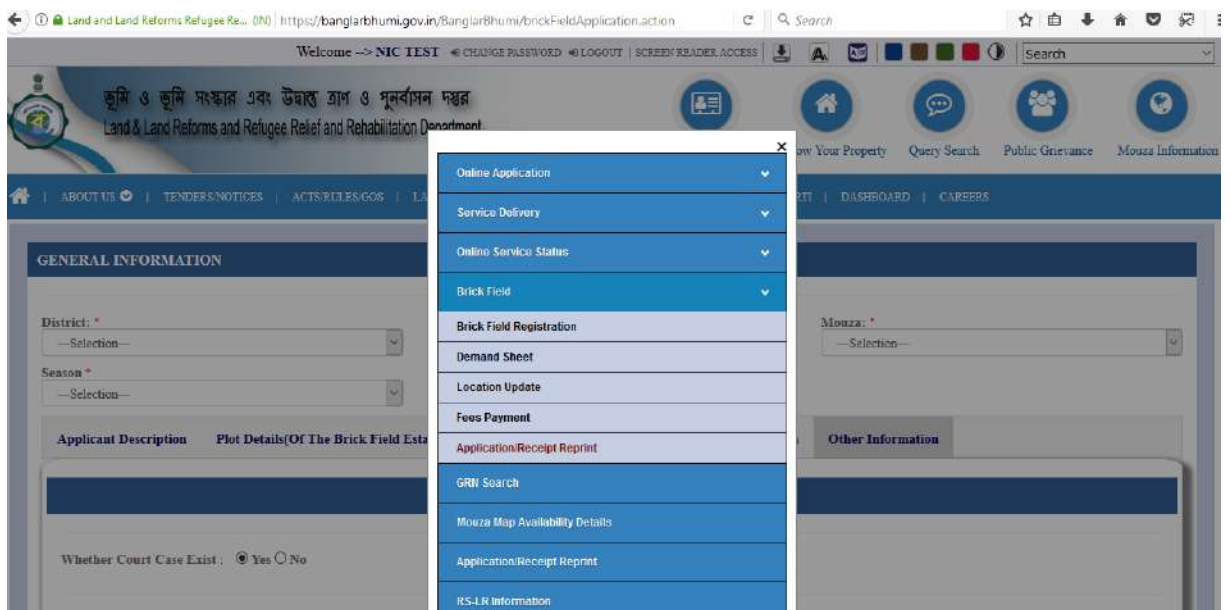 Land and Land Reforms Refugee Re... (IN) https://banglarbhumi.gov.in/BanglarBhumi/brickFieldApplication.action Search
Welcome --> NIC TEST CHANGE PASSWORD LOGOUT | SCREEN READER ACCESS Search
ভূমি ও ভূমি সংস্কার এবং উদ্বাস্তু ত্রাণ ও পুনর্বাসন দপ্তর
Land & Land Reforms and Refugee Relief and Rehabilitation Department
Your Property Query Search Public Grievance Mouza Information
ABOUT US | TENDERS/NOTICES | ACTS/RULES/GOS | RTI | DASHBOARD | CAREERS
×
Online Application
Service Delivery
Online Service Status
Brick Field
Brick Field Registration
Demand Sheet
Location Update
Fees Payment
Application/Receipt Reprint
GRN Search
Mouza Map Availability Details
Application/Receipt Reprint
RS-LR Information
GENERAL INFORMATION
District: * Mouza: *
---Selection--- ---Selection---
Season *
---Selection---
Applicant Description Plot Details(Of The Brick Field Other Information
Whether Court Case Exist : Yes No